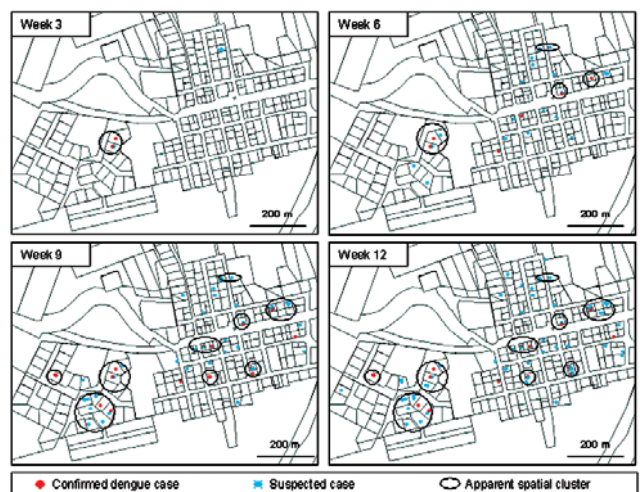 Week 3
Week 6
200 m
200 m
Week 9
Week 12
200 m
200 m
Confirmed dengue case Suspected case Apparent spatial cluster